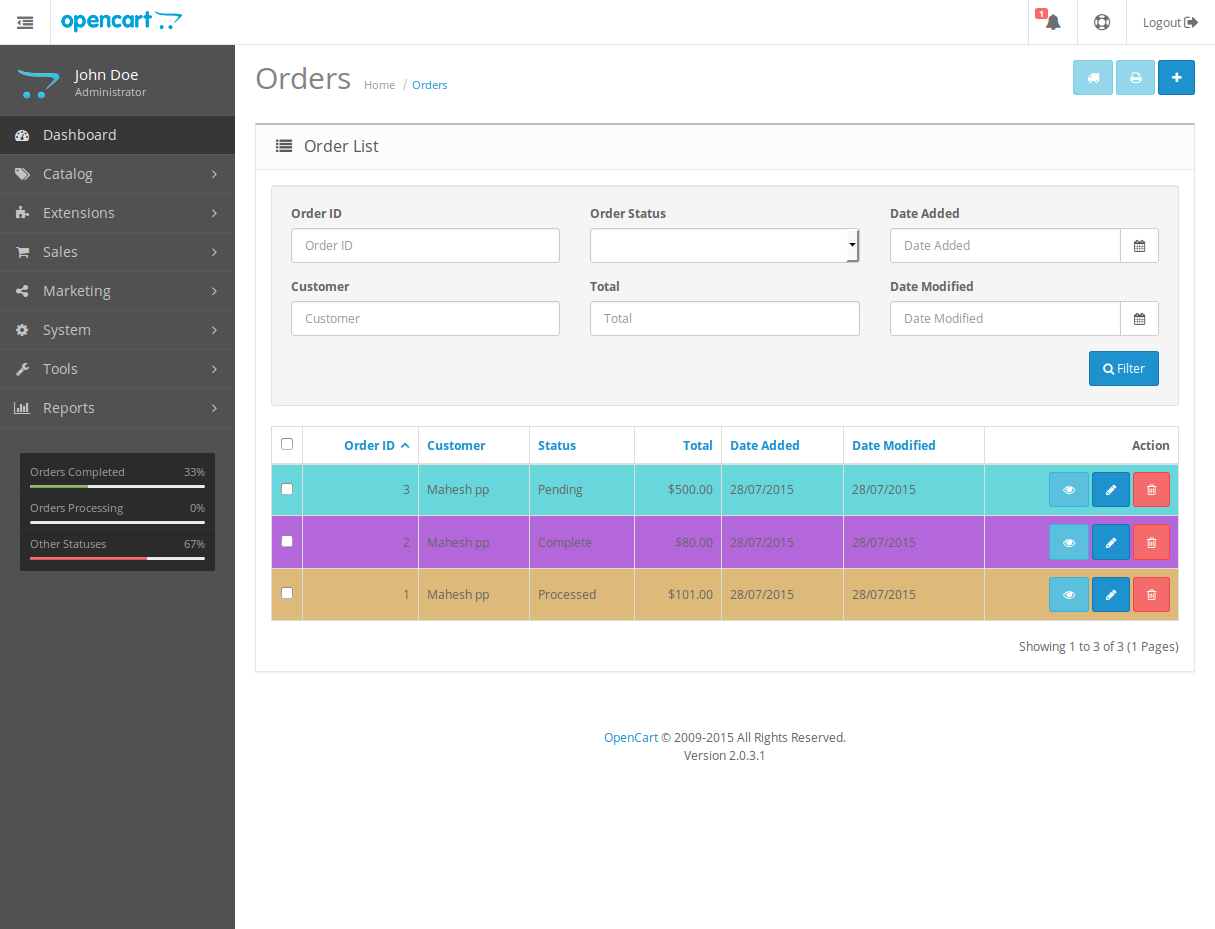 opencart
1
Logout
John Doe
Administrator
Dashboard
Catalog
Extensions
Sales
Marketing
System
Tools
Reports
Orders Completed 33%
Orders Processing 0%
Other Statuses 67%
Orders Home / Orders
Order List
Order ID Order Status Date Added
Order ID Date Added
Customer Total Date Modified
Customer Total Date Modified
Filter
Order ID Customer Status Total Date Added Date Modified Action
3 Mahesh pp Pending $500.00 28/07/2015 28/07/2015
2 Mahesh pp Complete $80.00 28/07/2015 28/07/2015
1 Mahesh pp Processed $101.00 28/07/2015 28/07/2015
Showing 1 to 3 of 3 (1 Pages)
OpenCart © 2009-2015 All Rights Reserved.
Version 2.0.3.1